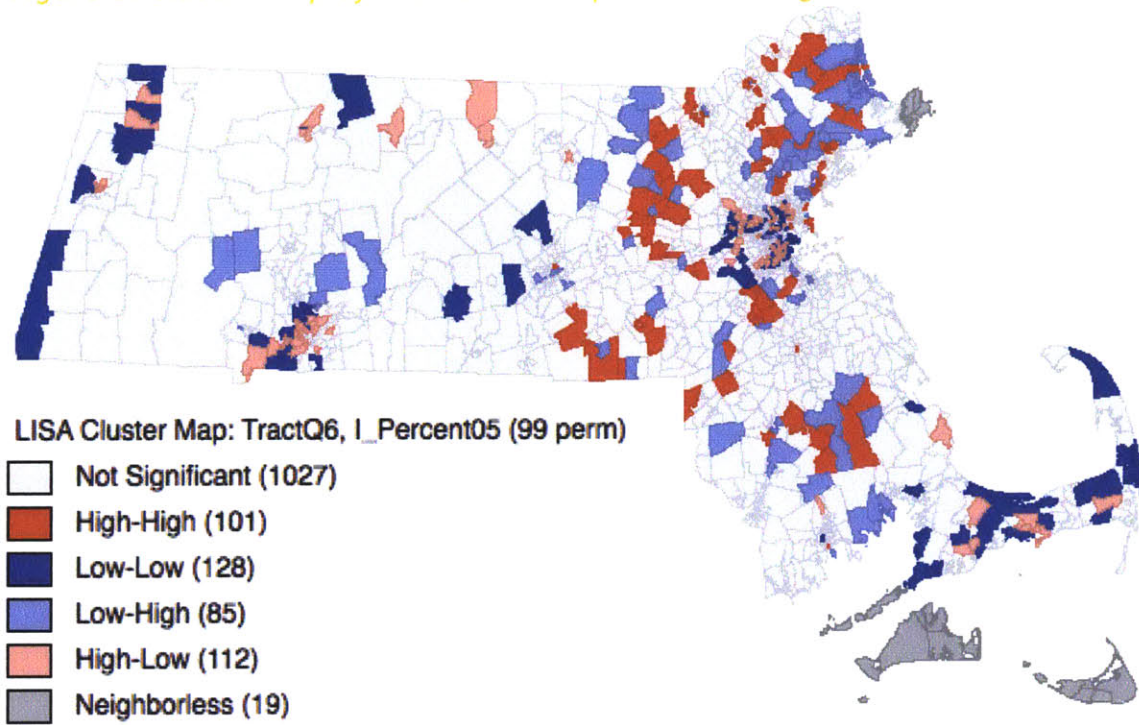 LISA Cluster Map: TractQ6, I_Percent05 (99 perm)
Not Significant (1027)
High-High (101)
Low-Low (128)
Low-High (85)
High-Low (112)
Neighborless (19)